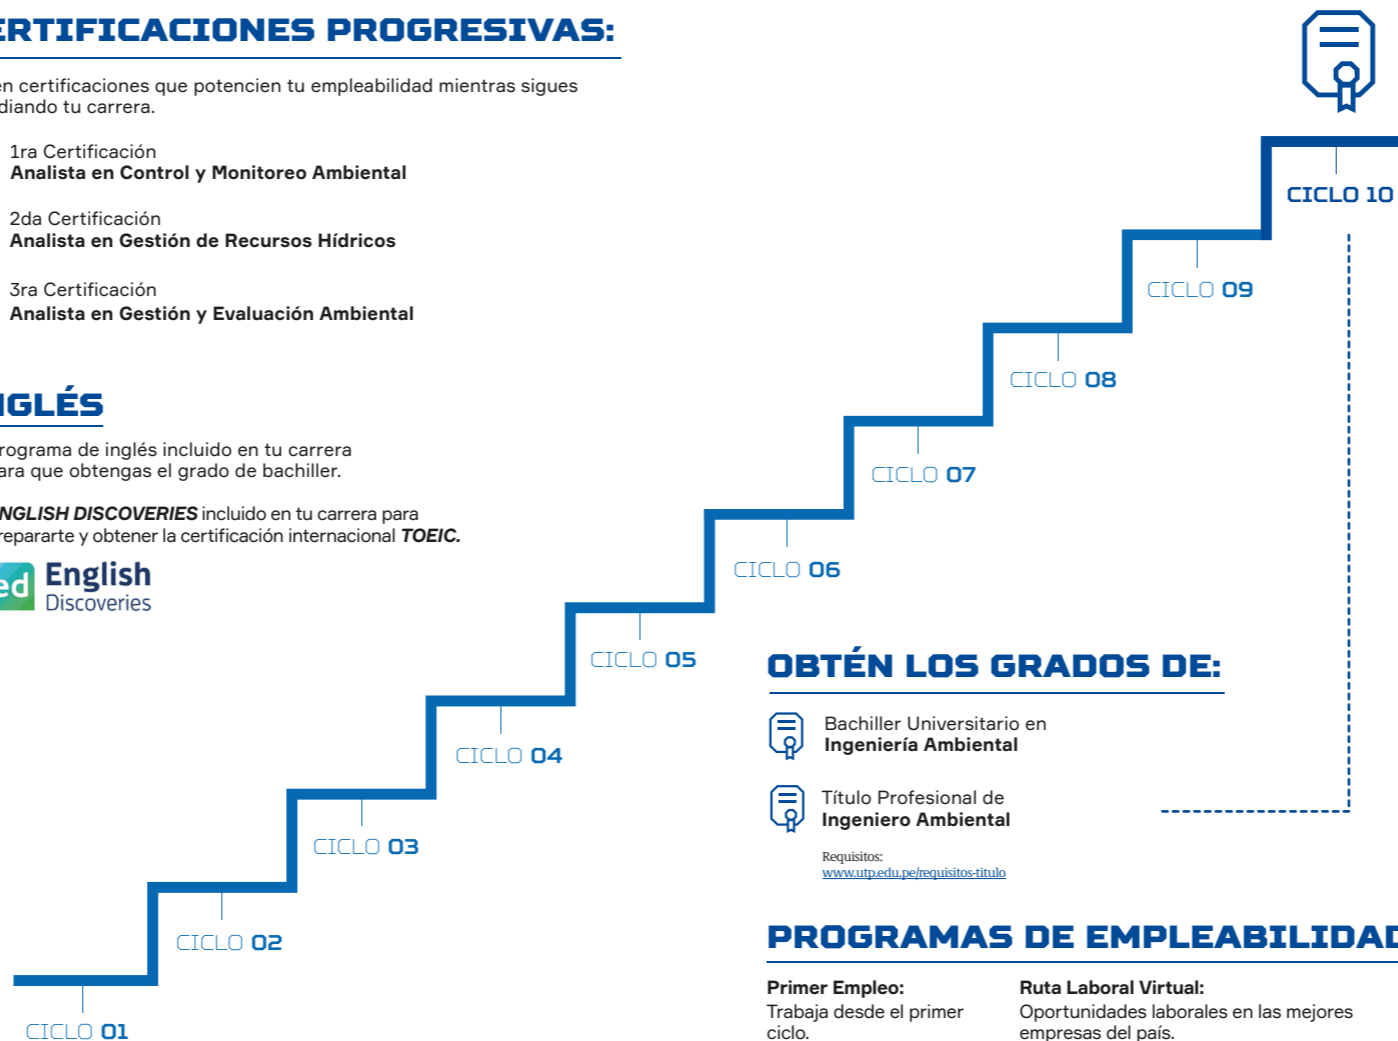 ERTIFICACIONES PROGRESIVAS:
en certificaciones que potencien tu empleabilidad mientras sigues
diando tu carrera.
1ra Certificación
Analista en Control y Monitoreo Ambiental
2da Certificación
Analista en Gestión de Recursos Hídricos
3ra Certificación
Analista en Gestión y Evaluación Ambiental
NGLÉS
rograma de inglés incluido en tu carrera
ara que obtengas el grado de bachiller.
NGLISH DISCOVERIES incluido en tu carrera para
repararte y obtener la certificación internacional TOEIC.
ed English
Discoveries
CICLO 10
CICLO 09
CICLO 08
CICLO 07
CICLO 06
CICLO 05
CICLO 04
CICLO 03
CICLO 02
CICLO 01
OBTÉN LOS GRADOS DE:
Bachiller Universitario en
Ingeniería Ambiental
Título Profesional de
Ingeniero Ambiental
Requisitos:
www.utp.edu.pe/requisitos-titulo
PROGRAMAS DE EMPLEABILIDAD
Primer Empleo:
Trabaja desde el primer
ciclo.
Ruta Laboral Virtual:
Oportunidades laborales en las mejores
empresas del país.